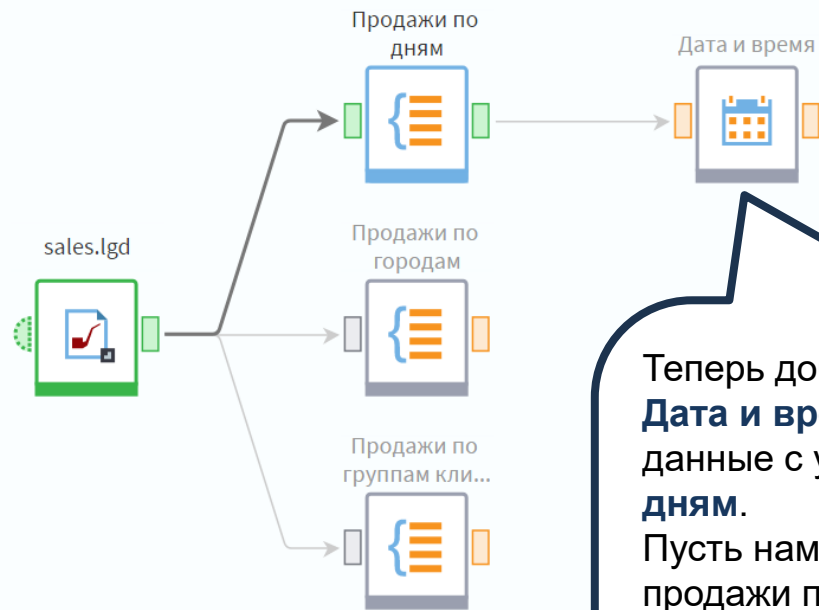 Продажи по
дням
Дата и время
sales.lgd
Продажи по
городам
Продажи по
группам кли...
Теперь до
Дата и вр
данные с у
дням.
Пусть нам
продажи п